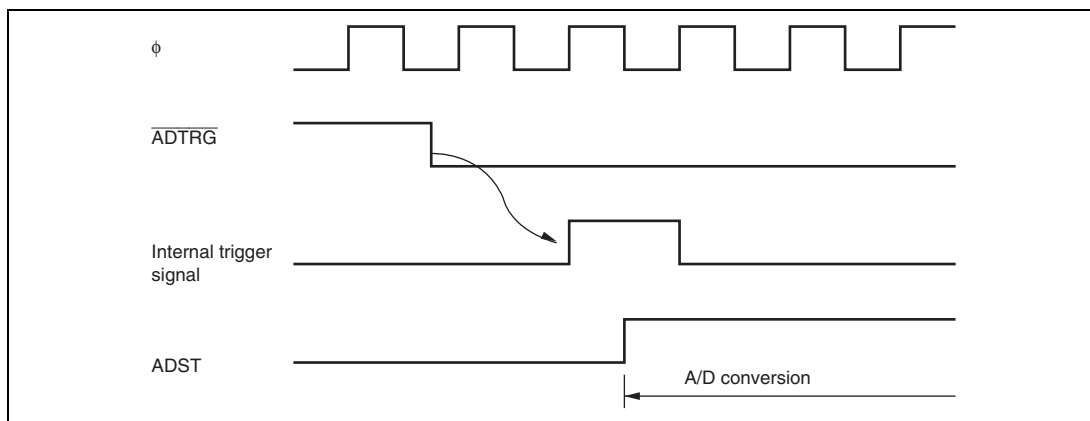 ϕ
ADTRG
Internal trigger
signal
ADST
A/D conversion